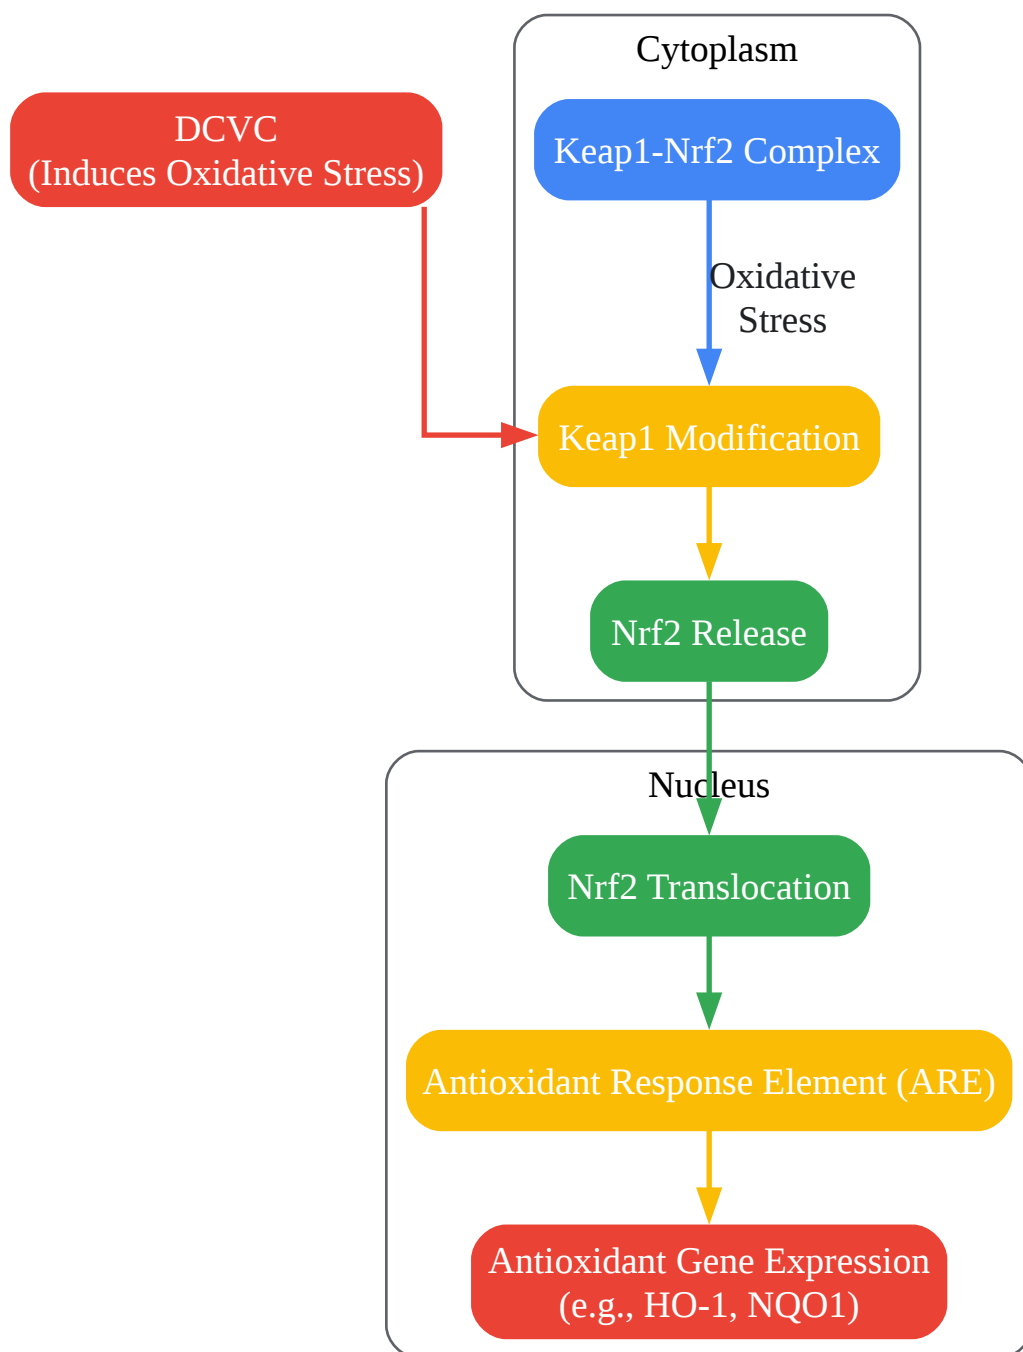 Cytoplasm
DCVC
(Induces Oxidative Stress)
Keap1-Nrf2 Complex
Oxidative
Stress
Keap1 Modification
Nrf2 Release
Nucleus
Nrf2 Translocation
Antioxidant Response Element (ARE)
Antioxidant Gene Expression
(e.g., HO-1, NQO1)